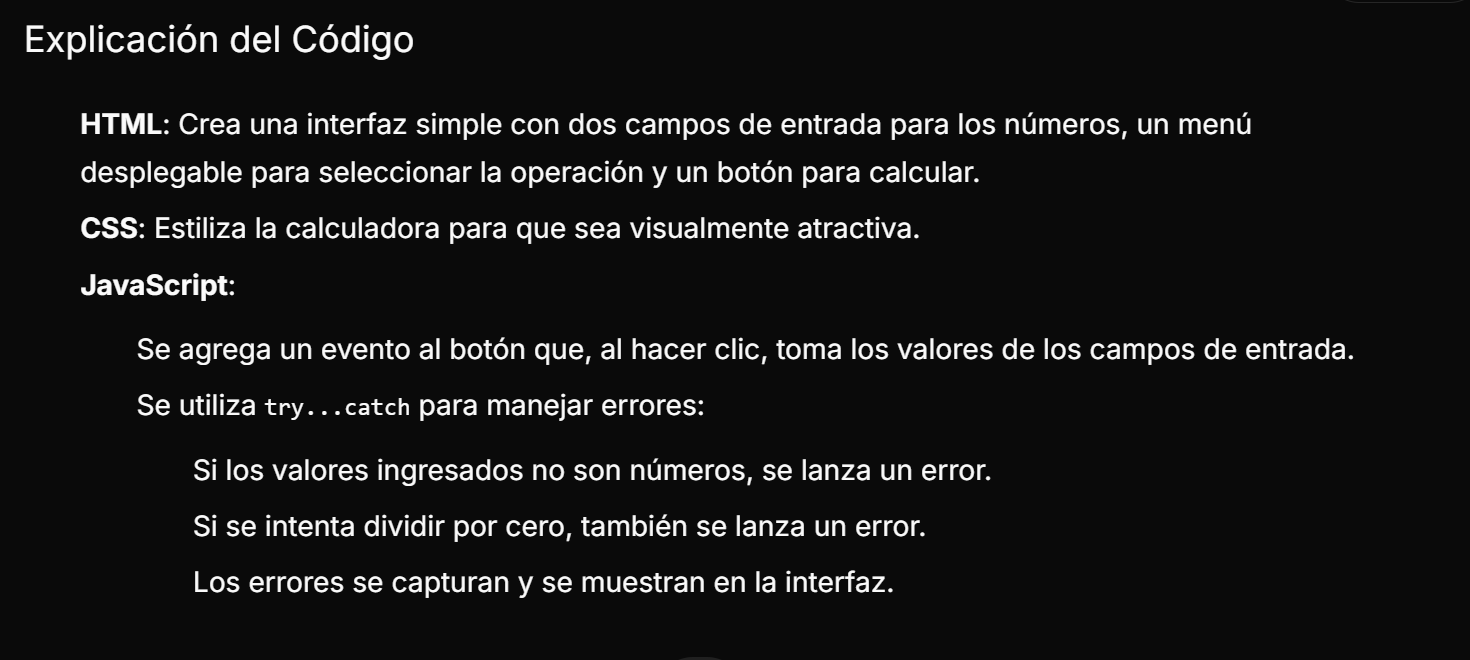 Explicación del Código
HTML: Crea una interfaz simple con dos campos de entrada para los números, un menú
desplegable para seleccionar la operación y un botón para calcular.
CSS: Estiliza la calculadora para que sea visualmente atractiva.
JavaScript:
Se agrega un evento al botón que, al hacer clic, toma los valores de los campos de entrada.
Se utiliza try...catch para manejar errores:
Si los valores ingresados no son números, se lanza un error.
Si se intenta dividir por cero, también se lanza un error.
Los errores se capturan y se muestran en la interfaz.